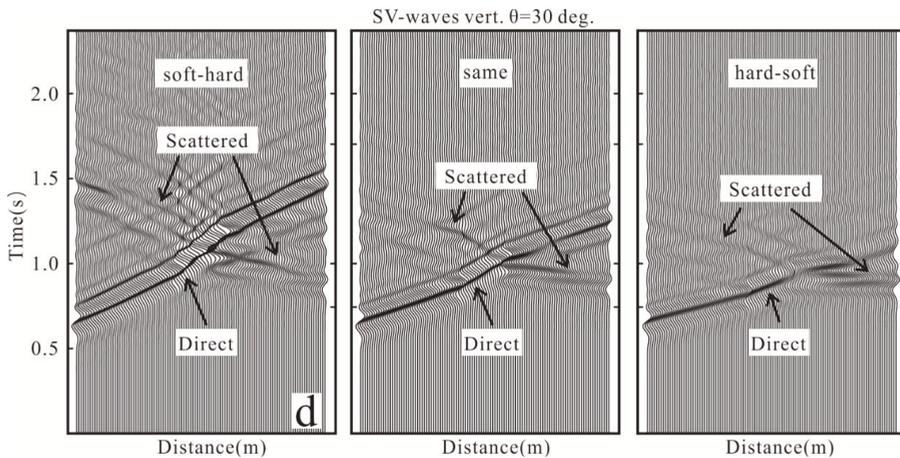 SV-waves vert. θ=30 deg.
soft-hard
same
hard-soft
Scattered
Scattered
Scattered
Direct
Direct
Direct
2.0
1.5
1.0
0.5
Time(s)
d
Distance(m)
Distance(m)
Distance(m)